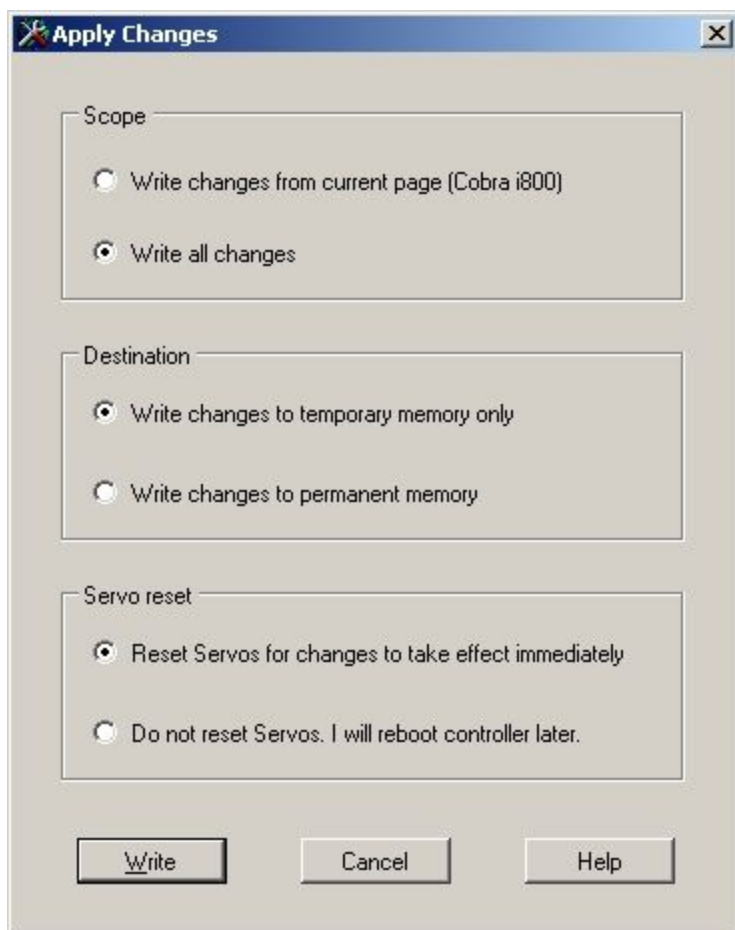 Apply Changes
Scope
Write changes from current page (Cobra i800)
Write all changes
Destination
Write changes to temporary memory only
Write changes to permanent memory
Servo reset
Reset Servos for changes to take effect immediately
Do not reset Servos. I will reboot controller later.
Write Cancel Help